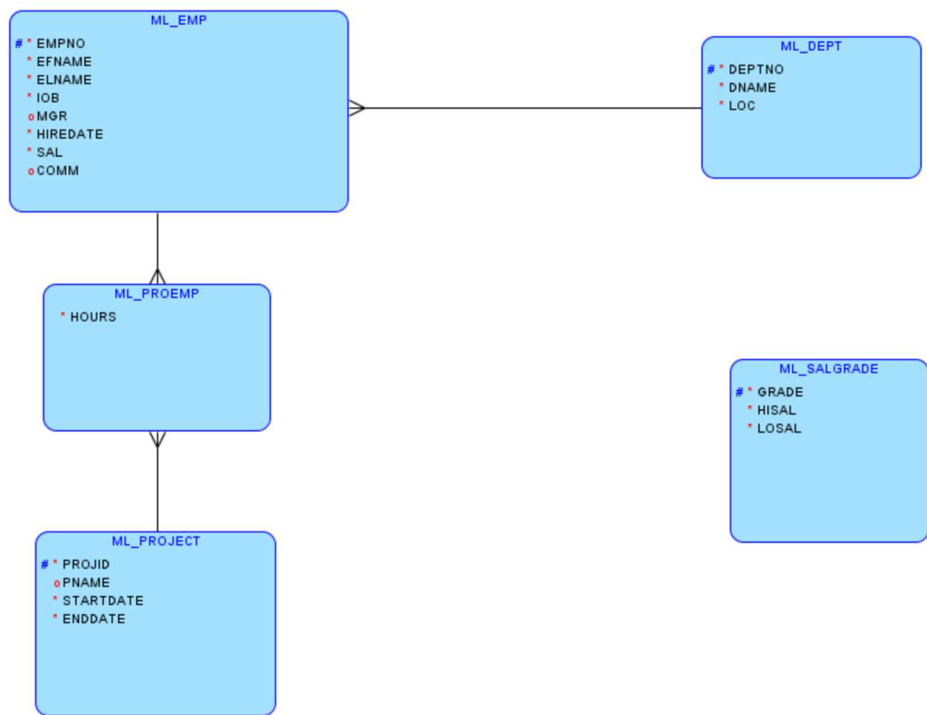 ML_EMP
# * EMPNO
* EFNAME
* ELNAME
* IOB
o MGR
* HIREDATE
* SAL
o COMM
ML_DEPT
# * DEPTNO
* DNAME
* LOC
ML_PROEMP
* HOURS
ML_SALGRADE
# * GRADE
* HISAL
* LOSAL
ML_PROJECT
# * PROJID
o PNAME
* STARTDATE
* ENDDATE